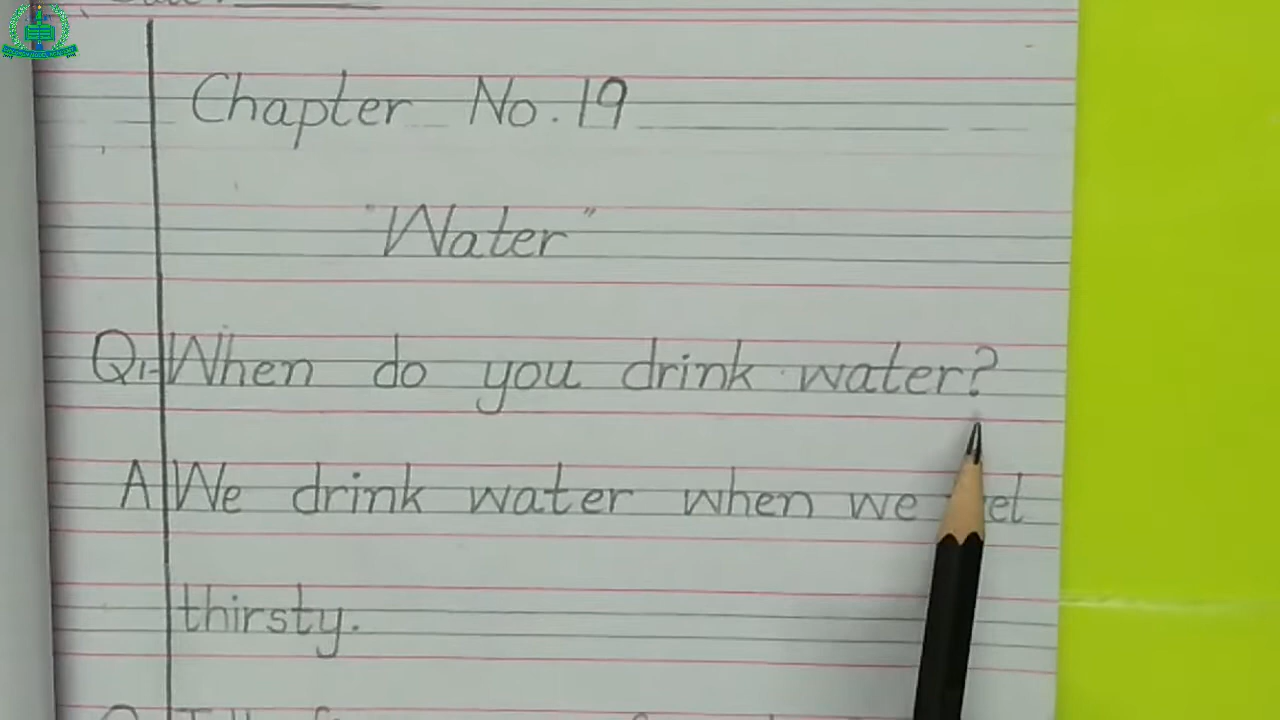 Chapter No. 19
"Water"
Q1- When do you drink water?
A We drink water when we
thirsty.